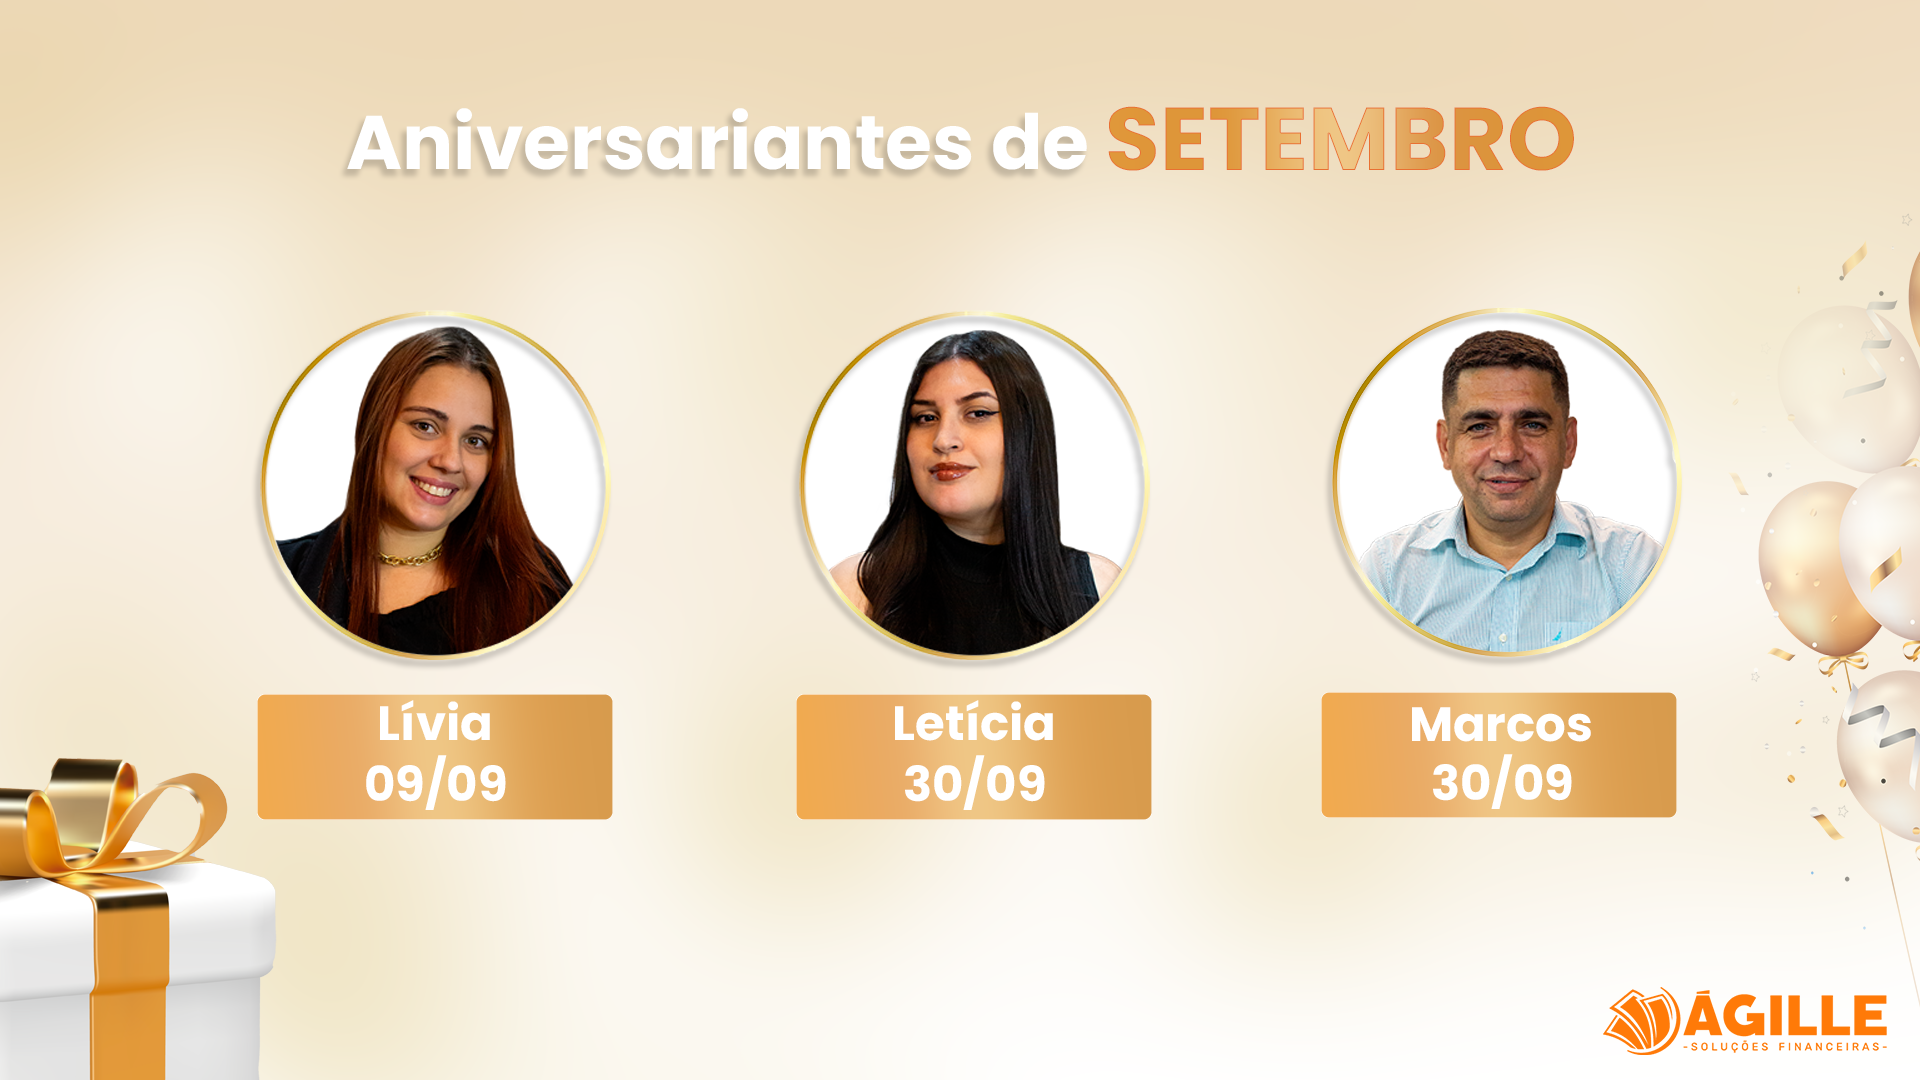 Aniversariantes de SETEMBRO
Lívia
09/09
Letícia
30/09
Marcos
30/09
ÁGILLE
-SOLUÇÕES FINANCEIRAS-